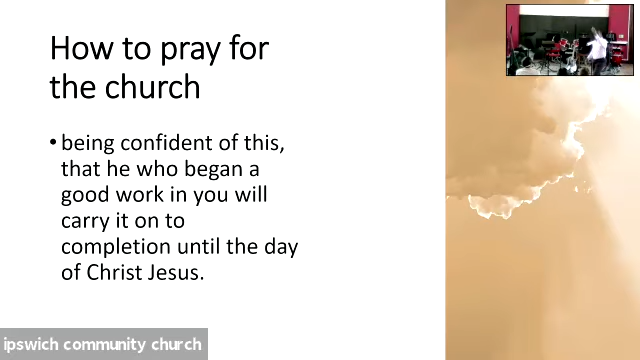 How to pray for
the church
• being confident of this,
that he who began a
good work in you will
carry it on to
completion until the day
of Christ Jesus.
ipswich community church